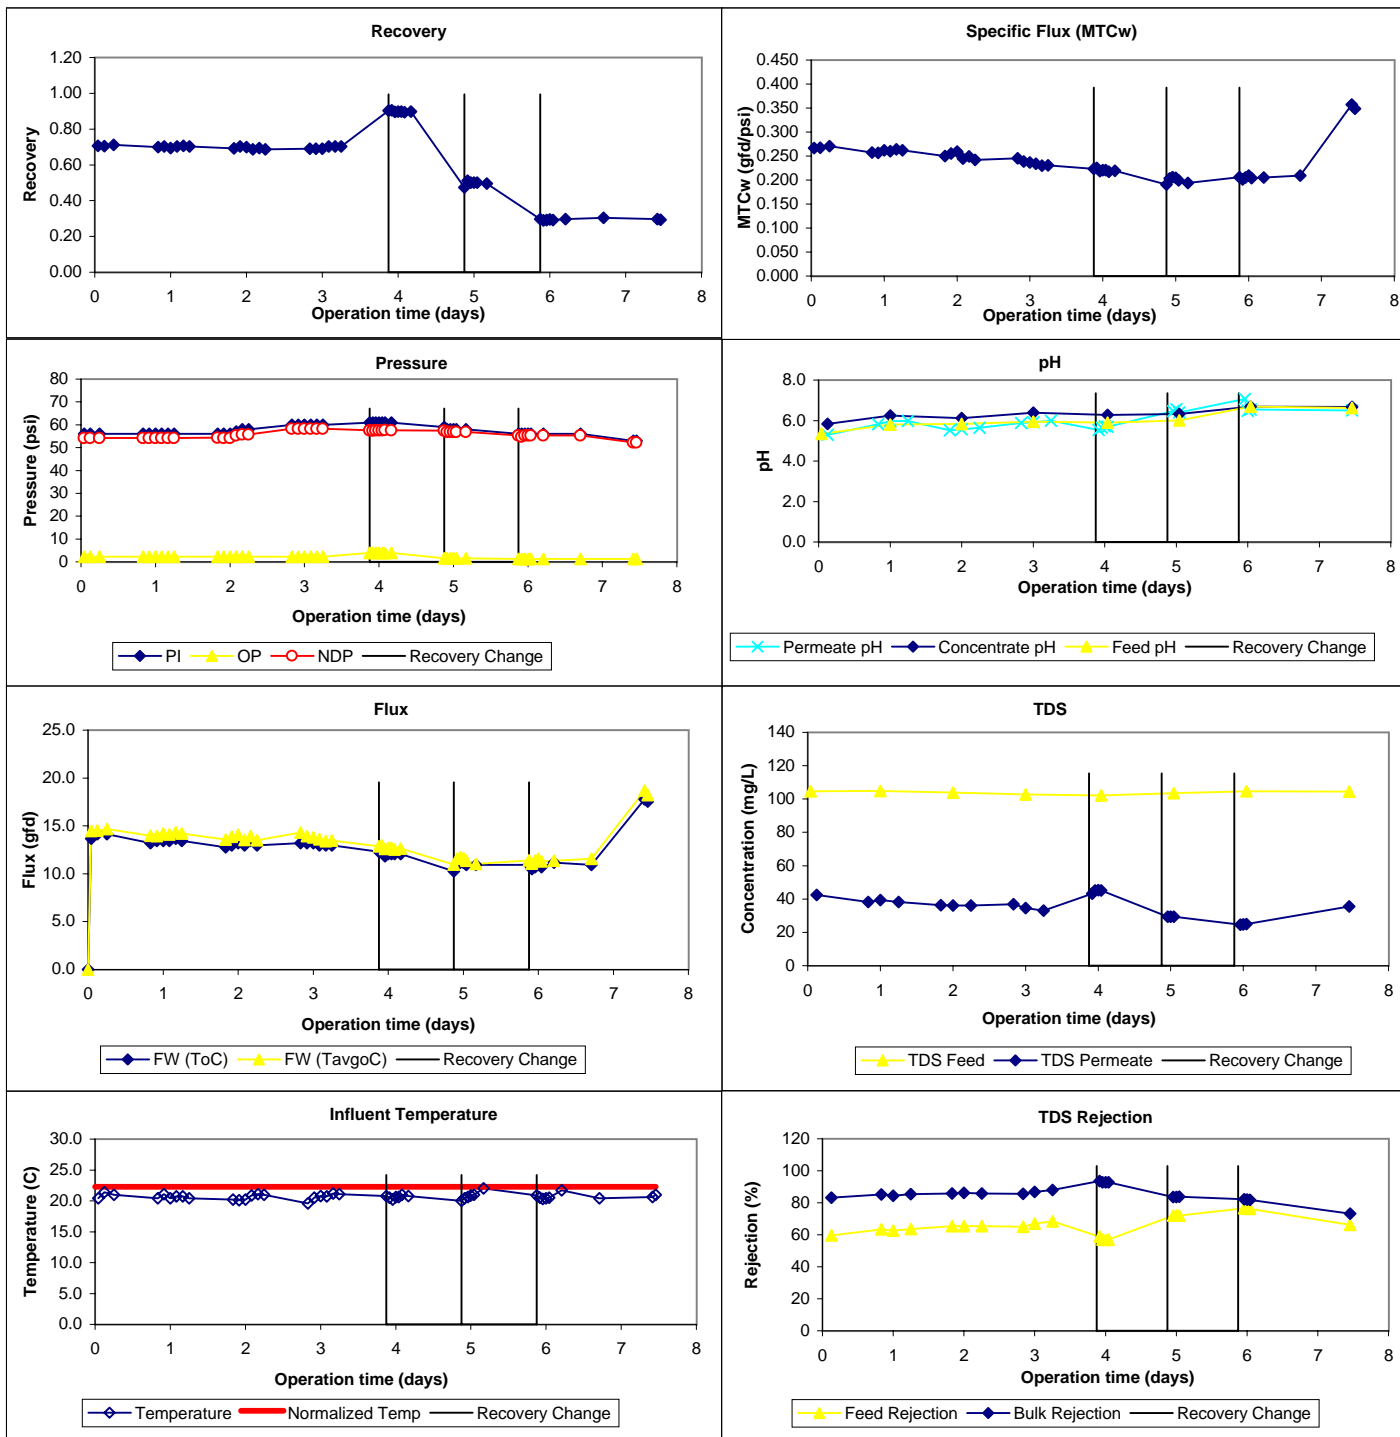 Recovery
1.20
1.00
0.80
0.60
0.40
0.20
0.00
Recovery
0 1 2 3 4 5 6 7 8
Operation time (days)
Specific Flux (MTCw)
0.450
0.400
0.350
0.300
0.250
0.200
0.150
0.100
0.050
0.000
MTCw (gfd/psi)
0 1 2 3 4 5 6 7 8
Operation time (days)
Pressure
80
70
60
50
40
30
20
10
0
Pressure (psi)
0 1 2 3 4 5 6 7 8
Operation time (days)
PI OP NDP Recovery Change
pH
8.0
6.0
4.0
2.0
0.0
pH
0 1 2 3 4 5 6 7 8
Operation time (days)
Permeate pH Concentrate pH Feed pH Recovery Change
Flux
25.0
20.0
15.0
10.0
5.0
0.0
Flux (gfd)
0 1 2 3 4 5 6 7 8
Operation time (days)
FW (ToC) FW (TavgoC) Recovery Change
TDS
140
120
100
80
60
40
20
0
Concentration (mg/L)
0 1 2 3 4 5 6 7 8
Operation time (days)
TDS Feed TDS Permeate Recovery Change
Influent Temperature
30.0
25.0
20.0
15.0
10.0
5.0
0.0
Temperature (C)
0 1 2 3 4 5 6 7 8
Operation time (days)
Temperature Normalized Temp Recovery Change
TDS Rejection
120
100
80
60
40
20
0
Rejection (%)
0 1 2 3 4 5 6 7 8
Operation time (days)
Feed Rejection Bulk Rejection Recovery Change